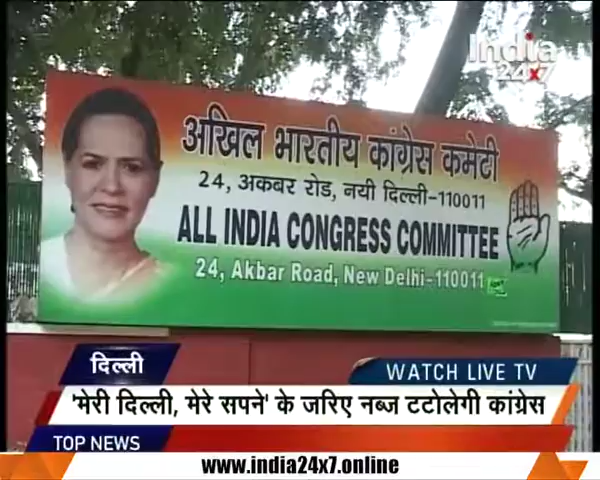 India
24x7
अखिल भारतीय कांग्रेस कमेटी
24, अकबर रोड, नयी दिल्ली-110011
ALL INDIA CONGRESS COMMITTEE
24, Akbar Road, New Delhi-110011
दिल्ली
WATCH LIVE TV
'मेरी दिल्ली, मेरे सपने' के जरिए नब्ज टटोलेगी कांग्रेस
TOP NEWS
www.india24x7.online